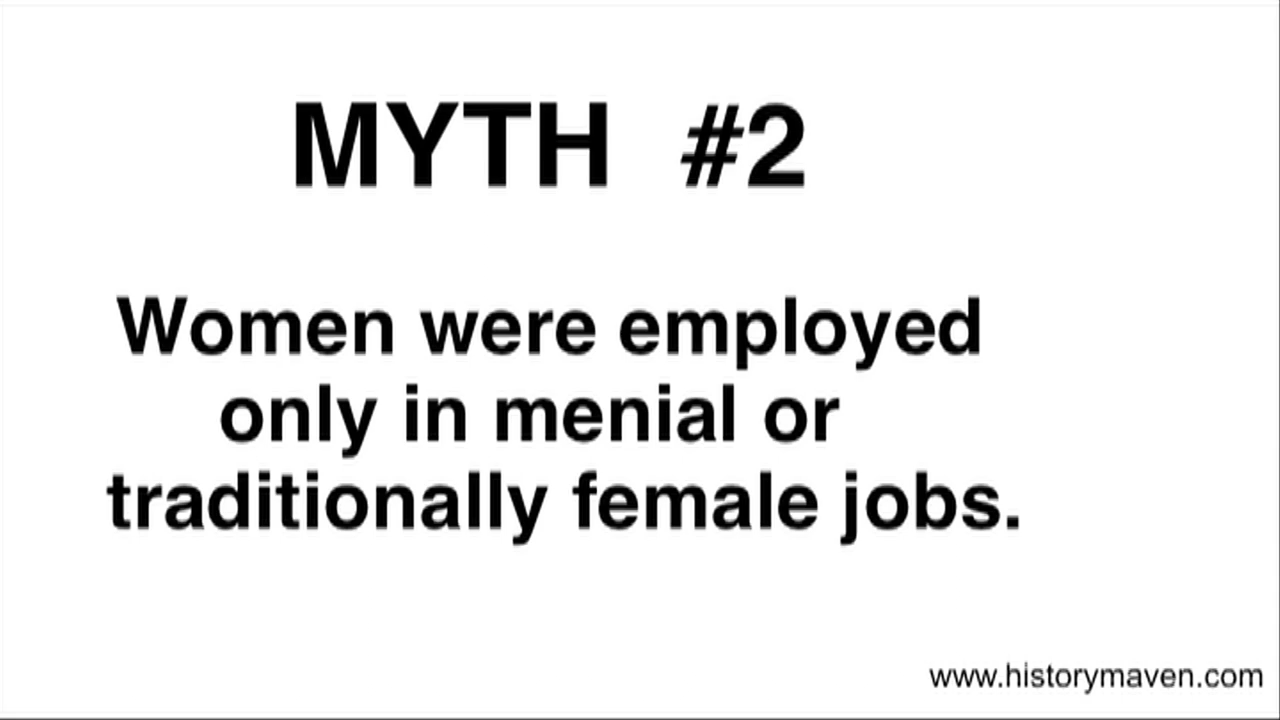 MYTH #2
Women were employed
only in menial or
traditionally female jobs.
www.historymaven.com